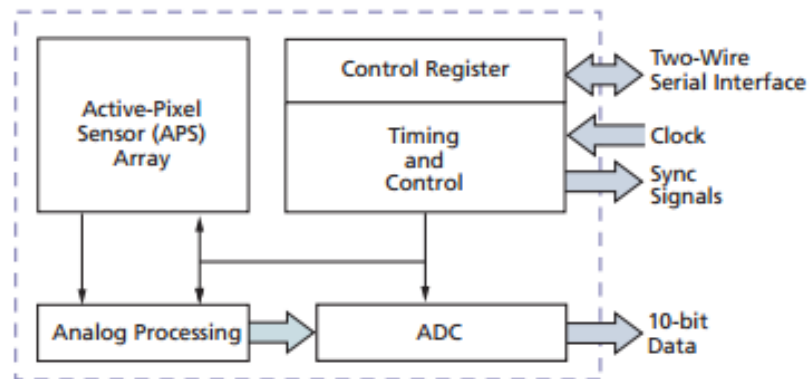 Active-Pixel
Sensor (APS)
Array
Control Register
Timing
and
Control
Two-Wire
Serial Interface
Clock
Sync
Signals
Analog Processing
ADC
10-bit
Data